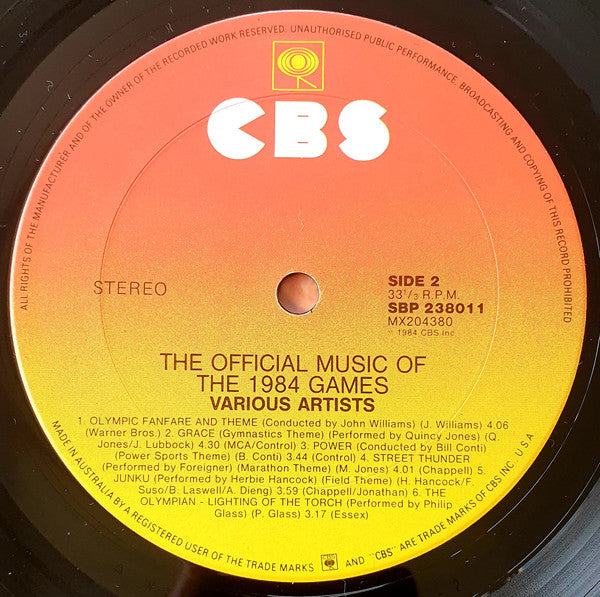 ALL RIGHTS OF THE MANUFACTURER AND OF THE OWNER OF THE RECORDED WORK RESERVED. UNAUTHORISED PUBLIC PERFORMANCE, BROADCASTING AND COPYING OF THIS RECORD PROHIBITED
CBS
STEREO
SIDE 2
33 1/3 R.P.M.
SBP 238011
MX204380
℗ 1984 CBS Inc
THE OFFICIAL MUSIC OF
THE 1984 GAMES
VARIOUS ARTISTS
1. OLYMPIC FANFARE AND THEME (Conducted by John Williams) (J. Williams) 4.06
(Warner Bros.) 2. GRACE (Gymnastics Theme) (Performed by Quincy Jones) (Q.
Jones/J. Lubbock) 4.30 (MCA/Control) 3. POWER (Conducted by Bill Conti)
(Power Sports Theme) (B. Conti) 3.44 (Control) 4. STREET THUNDER
(Performed by Foreigner) (Marathon Theme) (M. Jones) 4.01 (Chappell) 5.
JUNKU (Performed by Herbie Hancock) (Field Theme) (H. Hancock/F.
Suso/B. Laswell/A. Dieng) 3.59 (Chappell/Jonathan) 6. THE
OLYMPIAN - LIGHTING OF THE TORCH (Performed by Philip
Glass) (P. Glass) 3.17 (Essex)
MADE IN AUSTRALIA BY A REGISTERED USER OF THE TRADE MARKS AND "CBS" ARE TRADE MARKS OF CBS INC., U.S.A